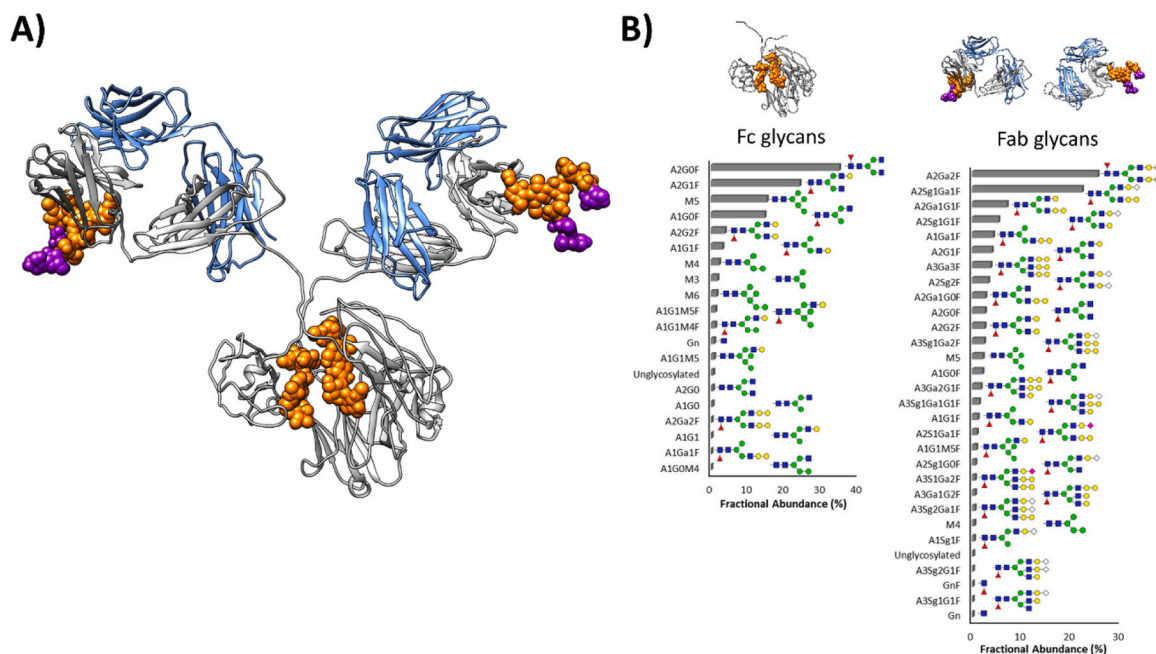 A)
B)
Fc glycans
A2G0F
A2G1F
M5
A1G0F
A2G2F
A1G1F
M4
M3
M6
A1G1M5F
A1G1M4F
Gn
A1G1M5
Unglycosylated
A2G0
A1G0
A2Ga2F
A1G1
A1Ga1F
A1G0M4
0 10 20 30 40
Fractional Abundance (%)
Fab glycans
A2Ga2F
A2Sg1Ga1F
A2Ga1G1F
A2Sg1G1F
A1Ga1F
A2G1F
A3Ga3F
A2Sg2F
A2Ga1G0F
A2G0F
A2G2F
A3Sg1Ga2F
M5
A1G0F
A3Ga2G1F
A3Sg1Ga1G1F
A1G1F
A2S1Ga1F
A1G1M5F
A2Sg1G0F
A3S1Ga2F
A3Ga1G2F
A3Sg2Ga1F
M4
A1Sg1F
Unglycosylated
A3Sg2G1F
GnF
A3Sg1G1F
Gn
0 10 20 30
Fractional Abundance (%)